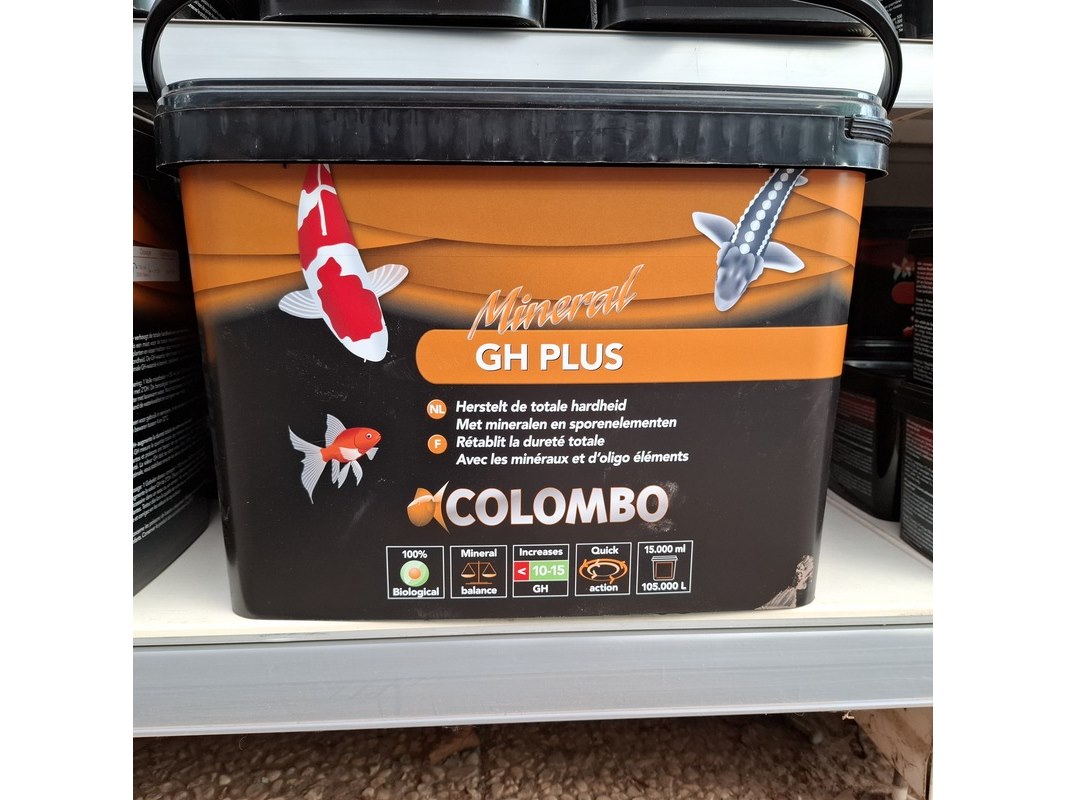 Mineral
GH PLUS
NL
Herstelt de totale hardheid
Met mineralen en sporenelementen
F
Rétablit la dureté totale
Avec les minéraux et d'oligo éléments
COLOMBO
100%
Biological
Mineral
balance
Increases
< 10-15
GH
Quick
action
15.000 ml
105.000 L